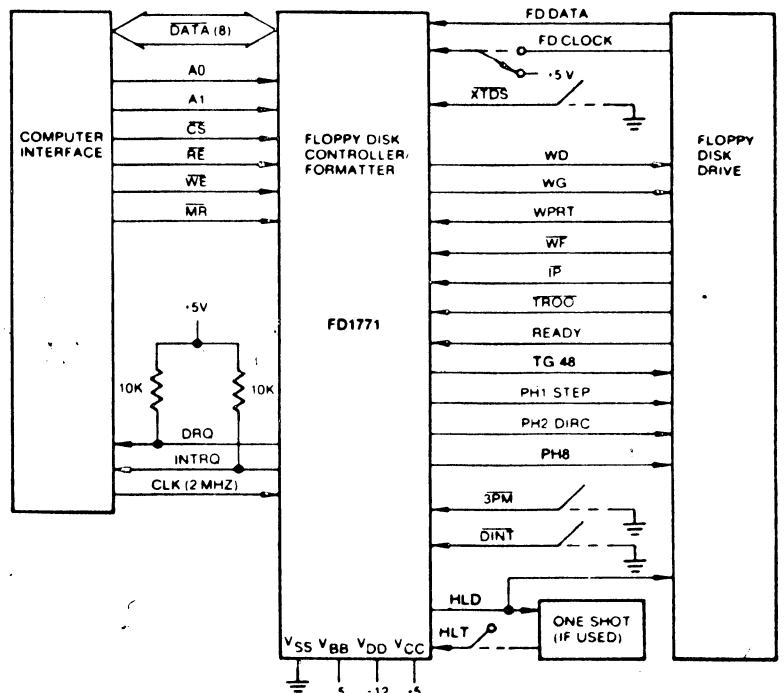 DATA (8)
A0
A1
CS
RE
WE
MR
COMPUTER
INTERFACE
+5V
10K
10K
DRQ
INTRQ
CLK (2 MHZ)
FLOPPY DISK
CONTROLLER/
FORMATTER
FD1771
VSS VBB VDD VCC
5
+12
+5
FD DATA
FD CLOCK
+5 V
XTDS
WD
WG
WPRT
WF
IP
TROO
READY
TG 48
PH1 STEP
PH2 DIRC
PH8
3PM
DINT
HLD
HLT
ONE SHOT
(IF USED)
FLOPPY
DISK
DRIVE